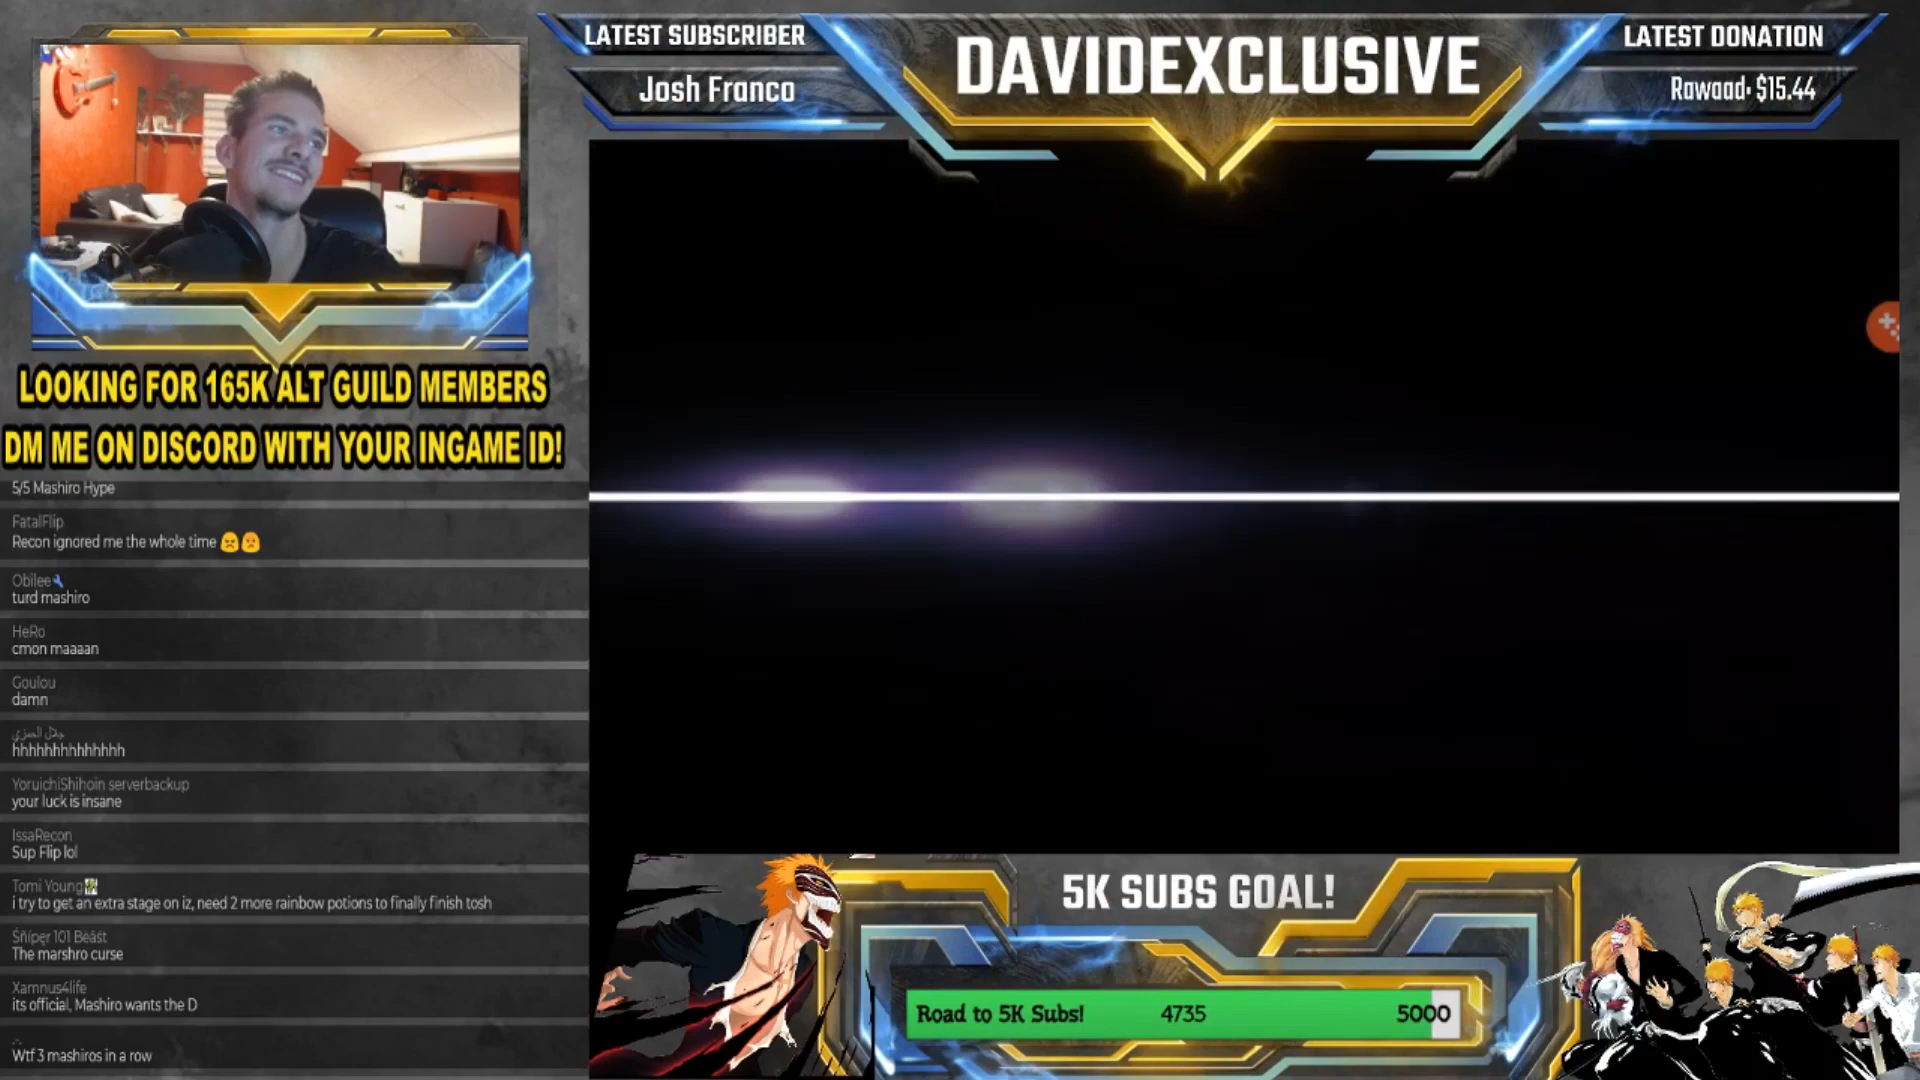 LATEST SUBSCRIBER
Josh Franco
DAVIDEXCLUSIVE
LATEST DONATION
Rawaad: $15.44
LOOKING FOR 165K ALT GUILD MEMBERS
DM ME ON DISCORD WITH YOUR INGAME ID!
5/5 Mashiro Hype
FatalFlip
Recon ignored me the whole time 😠😡
Obilee
turd mashiro
HeRo
cmon maaaan
Goulou
damn
جلال
hhhhhhhhhhhhhh
YoruichiShihoin serverbackup
your luck is insane
IssaRecon
Sup Flip lol
Tomi Young
i try to get an extra stage on iz, need 2 more rainbow potions to finally finish tosh
101
The marshro curse
Xamnus4life
its official, Mashiro wants the D
Wtf 3 mashiros in a row
5K SUBS GOAL!
Road to 5K Subs! 4735 5000